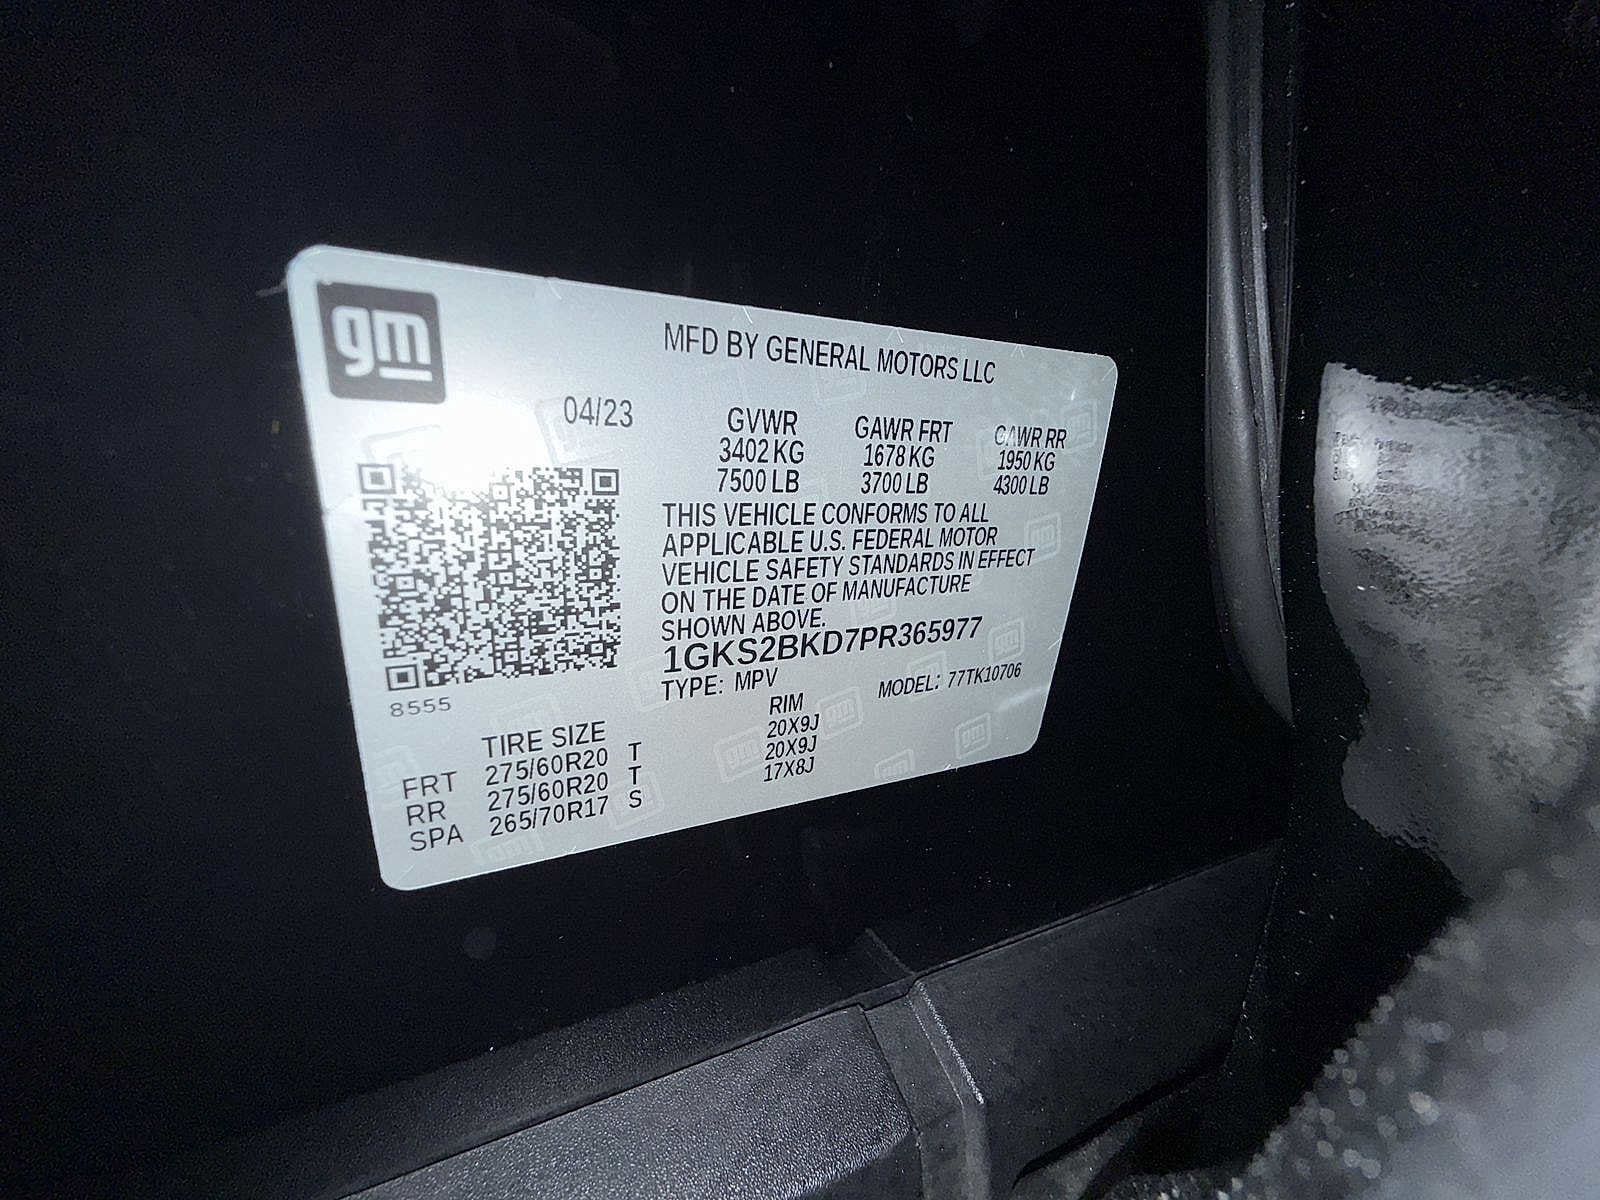 gm
MFD BY GENERAL MOTORS LLC
04/23
GVWR GAWR FRT GAWR RR
3402 KG 1678 KG 1950 KG
7500 LB 3700 LB 4300 LB
THIS VEHICLE CONFORMS TO ALL
APPLICABLE U.S. FEDERAL MOTOR
VEHICLE SAFETY STANDARDS IN EFFECT
ON THE DATE OF MANUFACTURE
SHOWN ABOVE.
1GKS2BKD7PR365977
TYPE: MPV MODEL: 77TK10706
8555
TIRE SIZE RIM
FRT 275/60R20 T 20X9J
RR 275/60R20 T 20X9J
SPA 265/70R17 S 17X8J